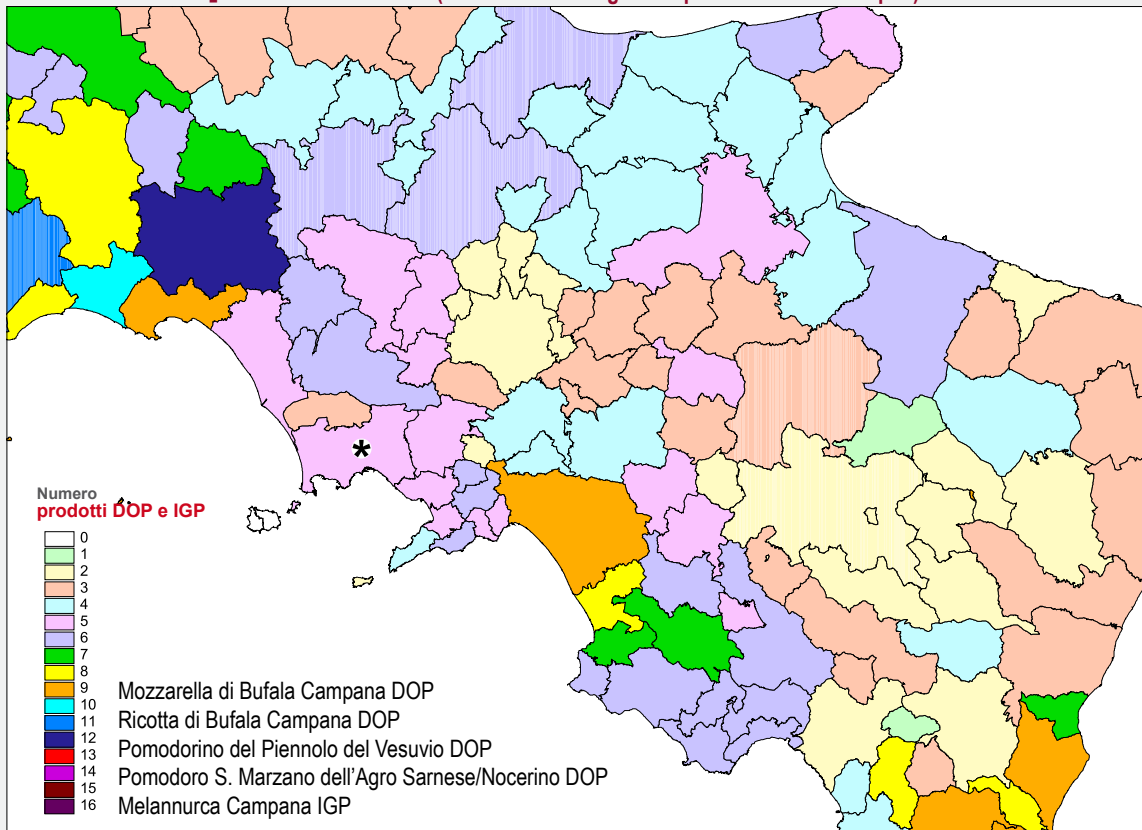 Numero
prodotti DOP e IGP
0
1
2
3
4
5
6
7
8
9
10
11
12
13
14
15
16
*
Mozzarella di Bufala Campana DOP
Ricotta di Bufala Campana DOP
Pomodorino del Piennolo del Vesuvio DOP
Pomodoro S. Marzano dell'Agro Sarnese/Nocerino DOP
Melannurca Campana IGP